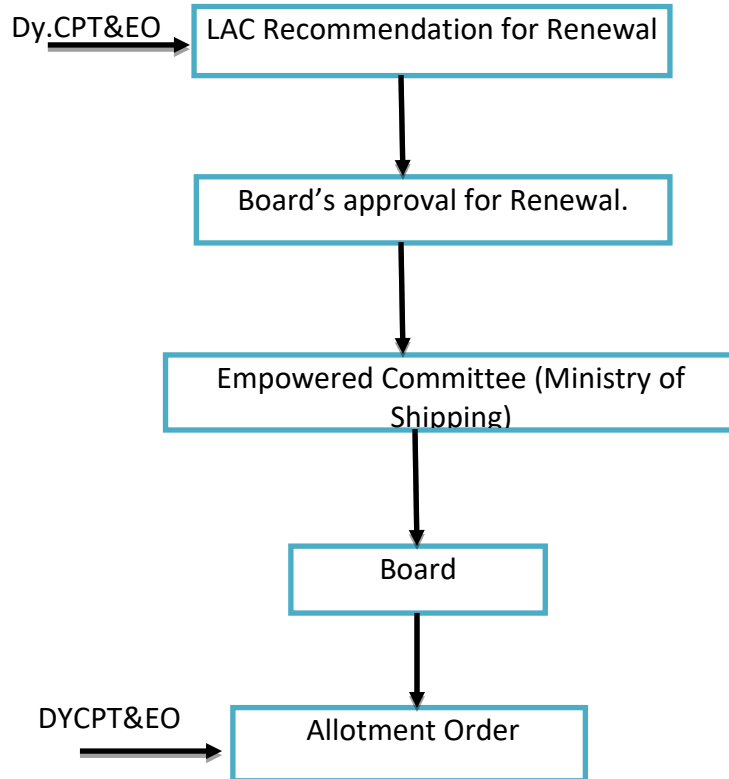 Dy.CPT&EO
LAC Recommendation for Renewal
Board’s approval for Renewal.
Empowered Committee (Ministry of
Shipping)
Board
DYCPT&EO
Allotment Order